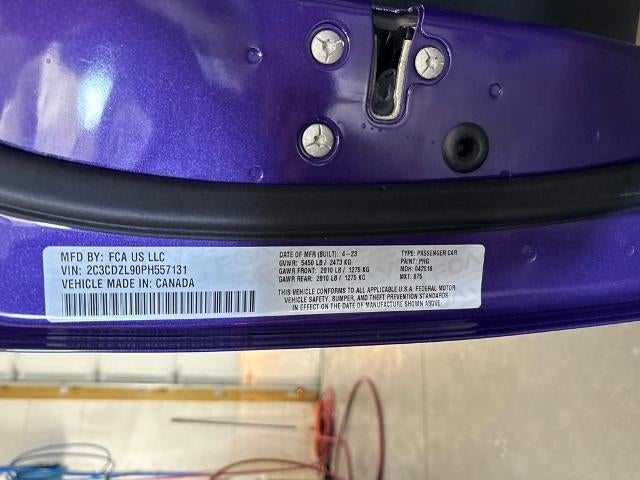 MFD BY: FCA US LLC
VIN: 2C3CDZL90PH557131
VEHICLE MADE IN: CANADA
DATE OF MFR (BUILT): 4-23
GVWR: 5450 LB / 2473 KG
GAWR FRONT: 2810 LB / 1275 KG
GAWR REAR: 2810 LB / 1275 KG
TYPE: PASSENGER CAR
PAINT: PHG
MDH: 042016
MKT: 675
THIS VEHICLE CONFORMS TO ALL APPLICABLE U.S.A. FEDERAL MOTOR
VEHICLE SAFETY, BUMPER, AND THEFT PREVENTION STANDARDS
IN EFFECT ON THE DATE OF MANUFACTURE SHOWN ABOVE.